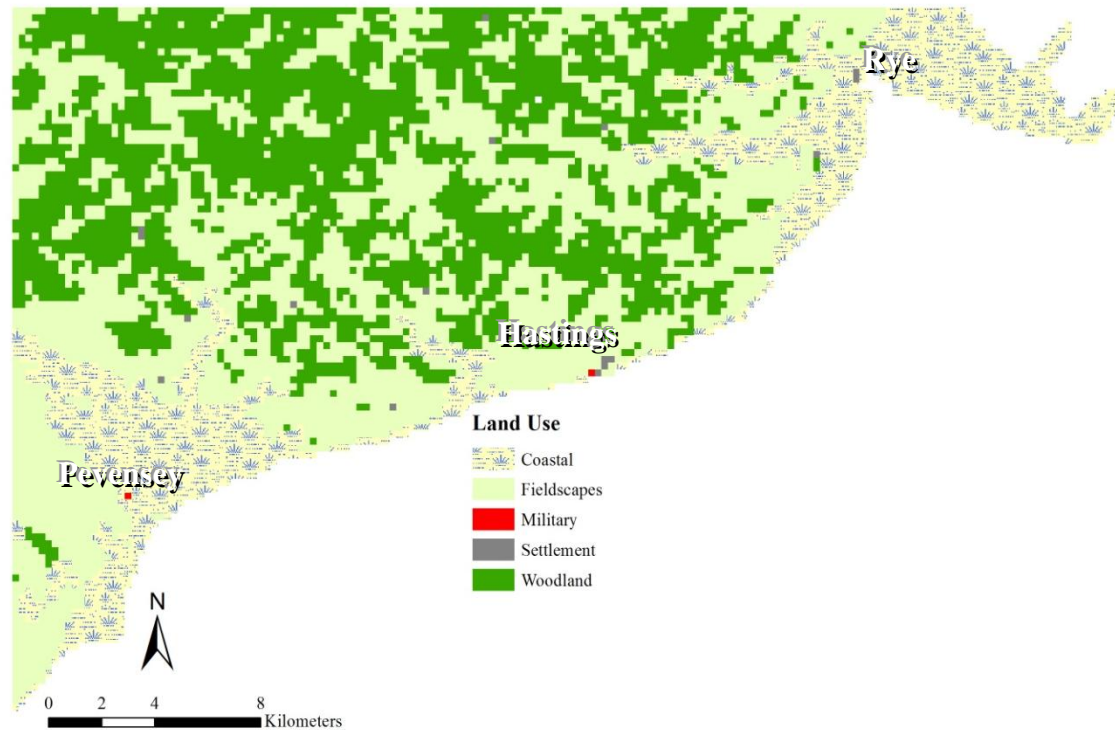 Rye
Hastings
Pevensey
Land Use
Coastal
Fieldscapes
Military
Settlement
Woodland
N
0 2 4 8
Kilometers